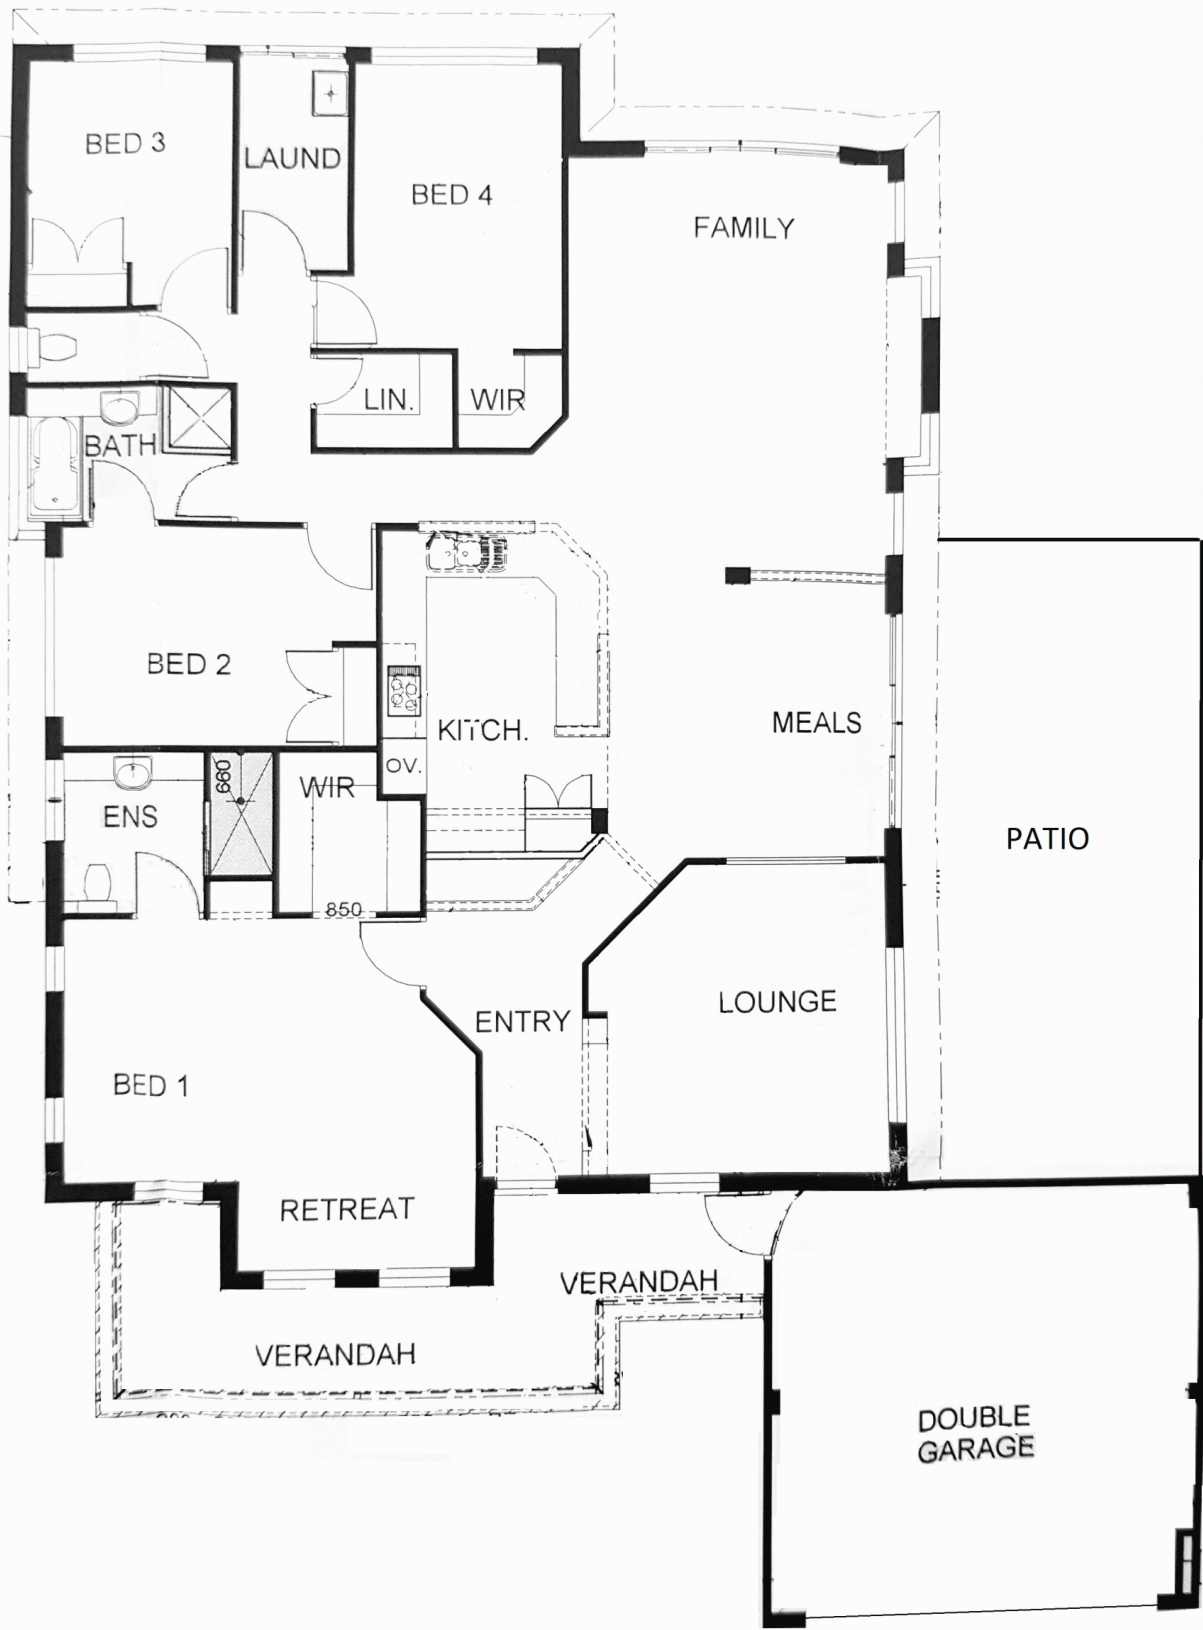 BED 3
LAUND
BED 4
FAMILY
LIN.
WIR
BATH
BED 2
KITCH.
MEALS
OV.
660
WIR
ENS
PATIO
850
LOUNGE
ENTRY
BED 1
RETREAT
VERANDAH
VERANDAH
DOUBLE
GARAGE